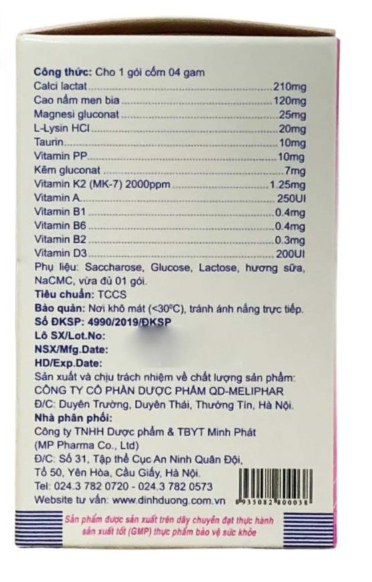 Công thức: Cho 1 gói cốm 04 gam
Calci lactat 210mg
Cao nấm men bia 120mg
Magnesi gluconat 25mg
L-Lysin HCl 20mg
Taurin 10mg
Vitamin PP 10mg
Kẽm gluconat 7mg
Vitamin K2 (MK-7) 2000ppm 1.25mg
Vitamin A 250UI
Vitamin B1 0.4mg
Vitamin B6 0.4mg
Vitamin B2 0.3mg
Vitamin D3 200UI
Phụ liệu: Saccharose, Glucose, Lactose, hương sữa,
NaCMC, vừa đủ 01 gói.
Tiêu chuẩn: TCCS
Bảo quản: Nơi khô mát (<30ºC), tránh ánh nắng trực tiếp.
Số ĐKSP: 4990/2019/ĐKSP
Lô SX/Lot.No:
NSX/Mfg.Date:
HD/Exp.Date:
Sản xuất và chịu trách nhiệm về chất lượng sản phẩm:
CÔNG TY CỔ PHẦN DƯỢC PHẨM QD-MELIPHAR
Đ/C: Duyên Trường, Duyên Thái, Thường Tín, Hà Nội.
Nhà phân phối:
Công ty TNHH Dược phẩm & TBYT Minh Phát
(MP Pharma Co., Ltd)
Đ/C: Số 31, Tập thể Cục An Ninh Quân Đội,
Tổ 50, Yên Hòa, Cầu Giấy, Hà Nội.
Tel: 024.3 782 0720 - 024.3 782 0573
Website tư vấn: www.dinhduong.com.vn
8935082800038
Sản phẩm được sản xuất trên dây chuyền đạt thực hành
sản xuất tốt (GMP) thực phẩm bảo vệ sức khỏe